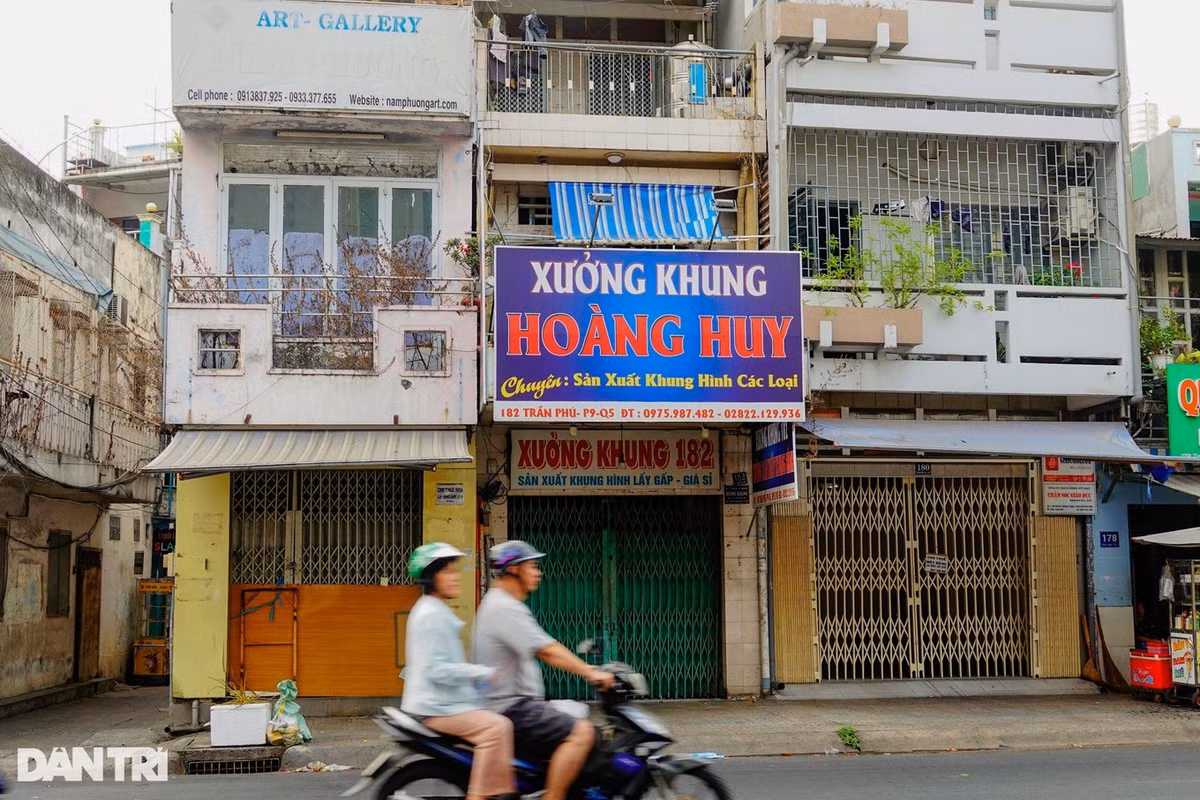 ART- GALLERY
Cell phone : 0913837.925 - 0933.377.655 Website : namphuongart.com
XƯỞNG KHUNG
HOÀNG HUY
Chuyên : Sản Xuất Khung Hình Các Loại
182 TRẦN PHÚ- P9-Q5 ĐT : 0975.987.482 - 02822.129.936
XƯỞNG KHUNG 182
SẢN XUẤT KHUNG HÌNH LẤY GẤP - GIÁ SỈ
180
178
DÂNTRÍ